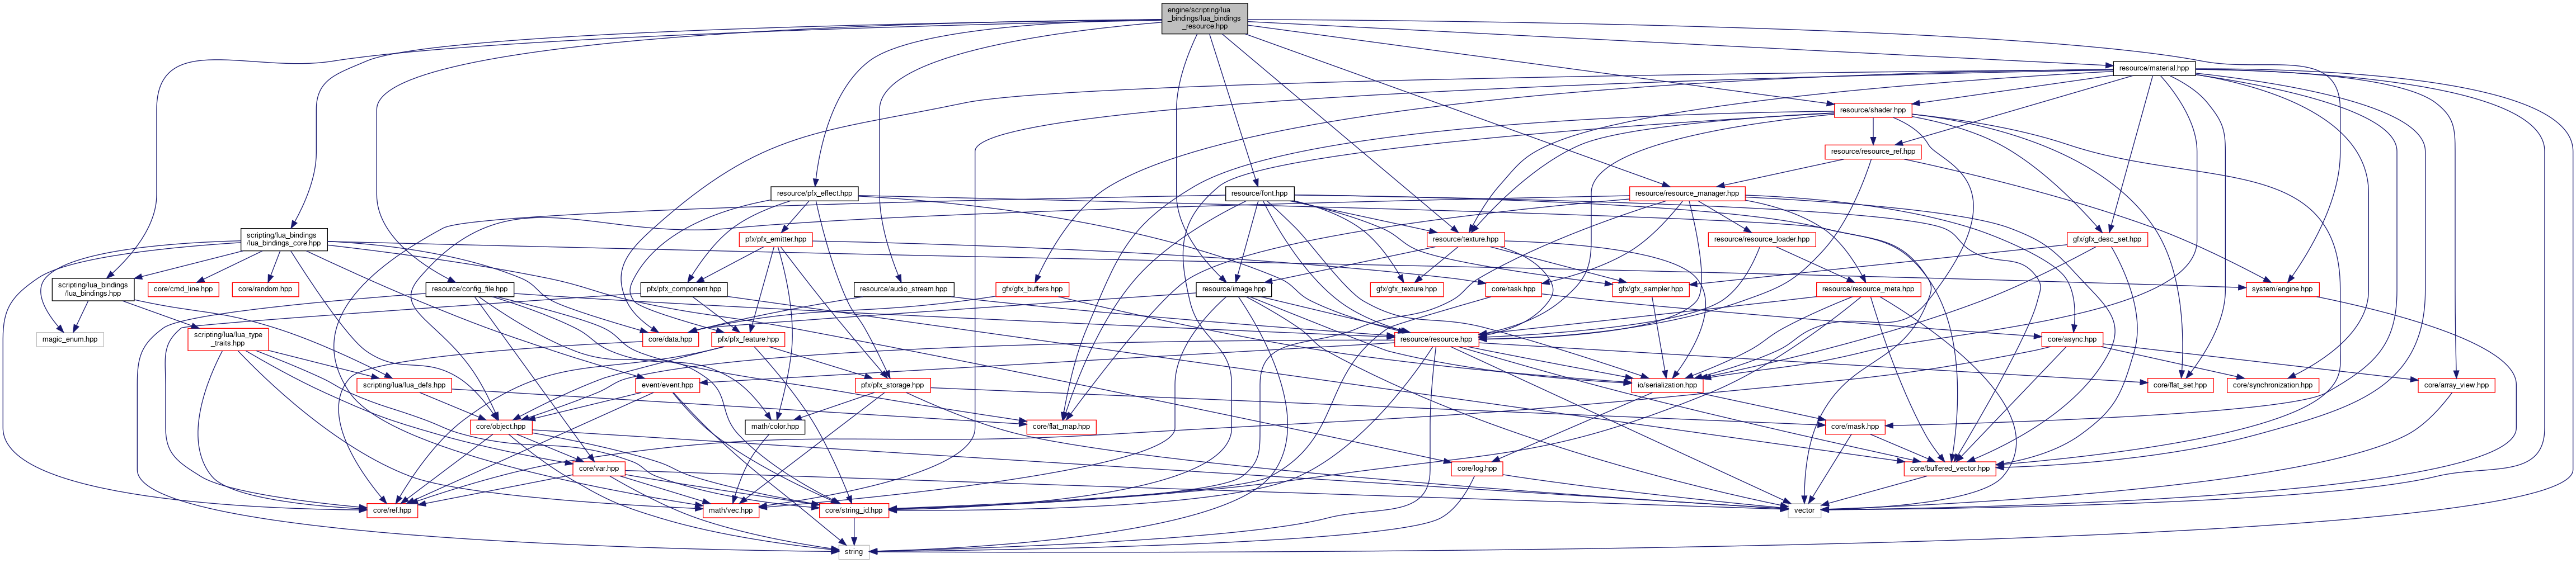 engine/scripting/lua
_bindings/lua_bindings
_resource.hpp
resource/material.hpp
resource/shader.hpp
resource/resource_ref.hpp
resource/pfx_effect.hpp
resource/font.hpp
resource/resource_manager.hpp
scripting/lua_bindings
/lua_bindings_core.hpp
pfx/pfx_emitter.hpp
resource/texture.hpp
resource/resource_loader.hpp
gfx/gfx_desc_set.hpp
scripting/lua_bindings
/lua_bindings.hpp
core/cmd_line.hpp
core/random.hpp
resource/config_file.hpp
pfx/pfx_component.hpp
resource/audio_stream.hpp
gfx/gfx_buffers.hpp
resource/image.hpp
gfx/gfx_texture.hpp
core/task.hpp
gfx/gfx_sampler.hpp
resource/resource_meta.hpp
system/engine.hpp
magic_enum.hpp
scripting/lua/lua_type
_traits.hpp
core/data.hpp
pfx/pfx_feature.hpp
resource/resource.hpp
core/async.hpp
scripting/lua/lua_defs.hpp
event/event.hpp
pfx/pfx_storage.hpp
io/serialization.hpp
core/flat_set.hpp
core/synchronization.hpp
core/array_view.hpp
core/object.hpp
math/color.hpp
core/flat_map.hpp
core/mask.hpp
core/var.hpp
core/log.hpp
core/buffered_vector.hpp
core/ref.hpp
math/vec.hpp
core/string_id.hpp
vector
string